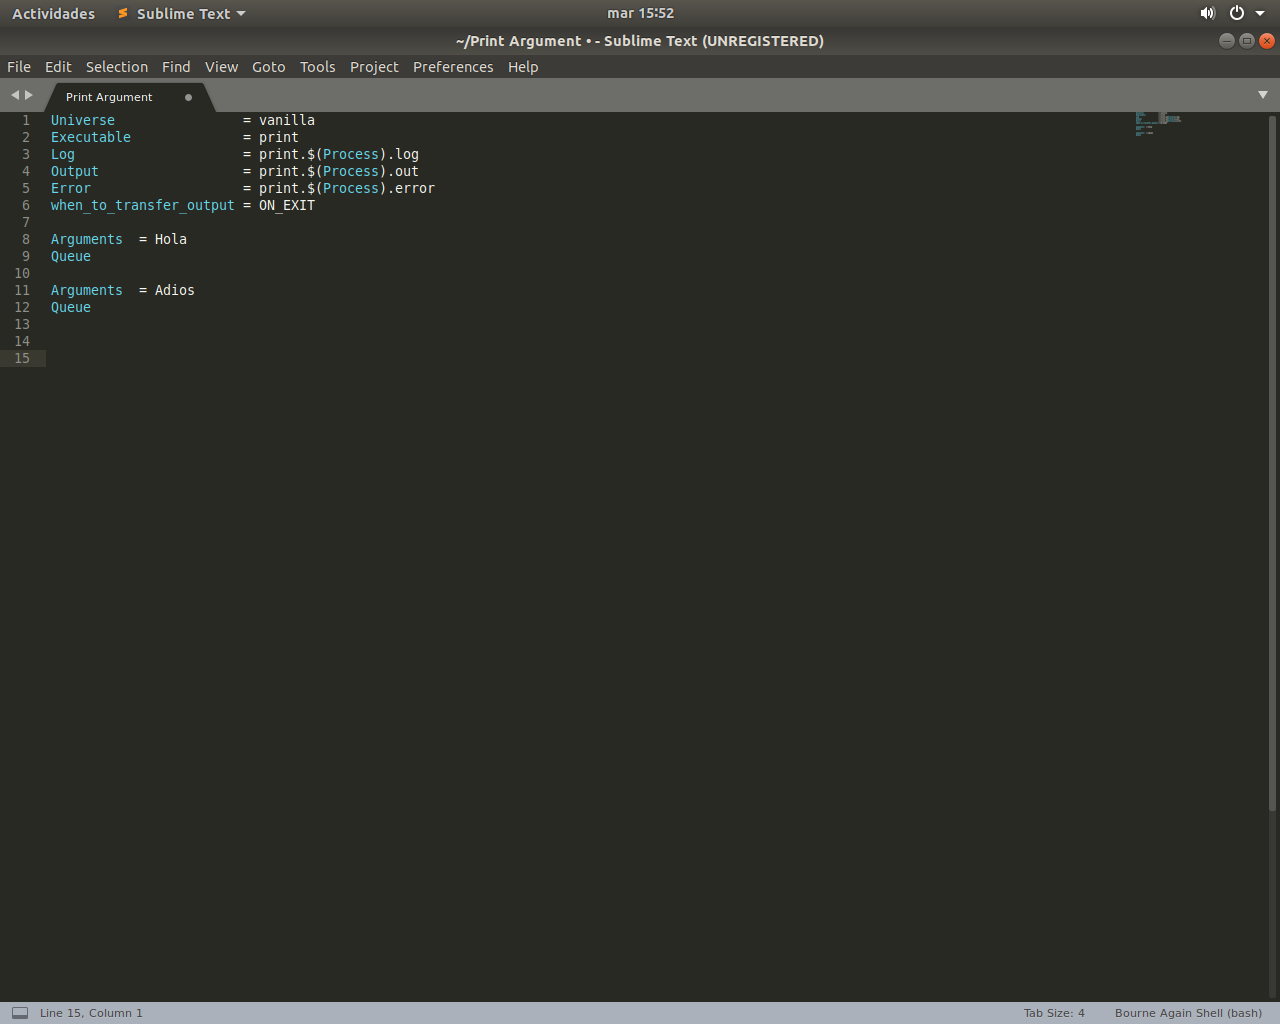 Actividades Sublime Text mar 15:52
~/Print Argument • - Sublime Text (UNREGISTERED)
File Edit Selection Find View Goto Tools Project Preferences Help
Print Argument
1 Universe = vanilla
2 Executable = print
3 Log = print.$(Process).log
4 Output = print.$(Process).out
5 Error = print.$(Process).error
6 when_to_transfer_output = ON_EXIT
7
8 Arguments = Hola
9 Queue
10
11 Arguments = Adios
12 Queue
13
14
15
Line 15, Column 1 Tab Size: 4 Bourne Again Shell (bash)